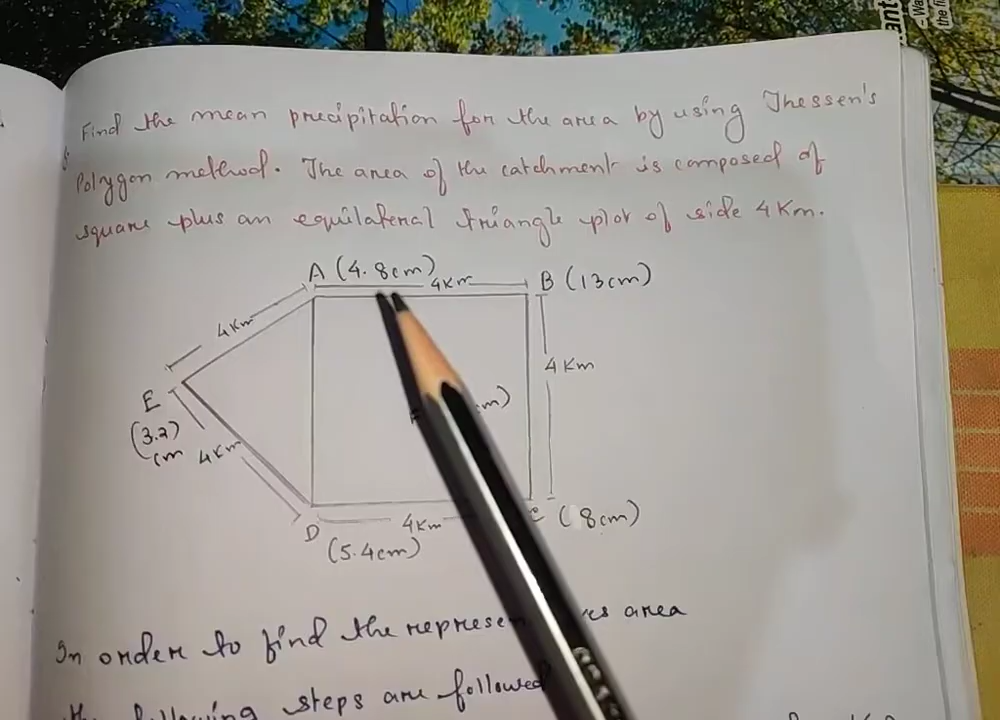 Find the mean precipitation for the area by using Thessen's
Polygon method. The area of the catchment is composed of
square plus an equilateral triangle plot of side 4 Km.
A (4.8cm)
4Km
B (13cm)
4Km
4 Km
E
(3.2)
cm
4Km
m)
D
4Km
C (8cm)
(5.4cm)
In order to find the area
following steps are followed